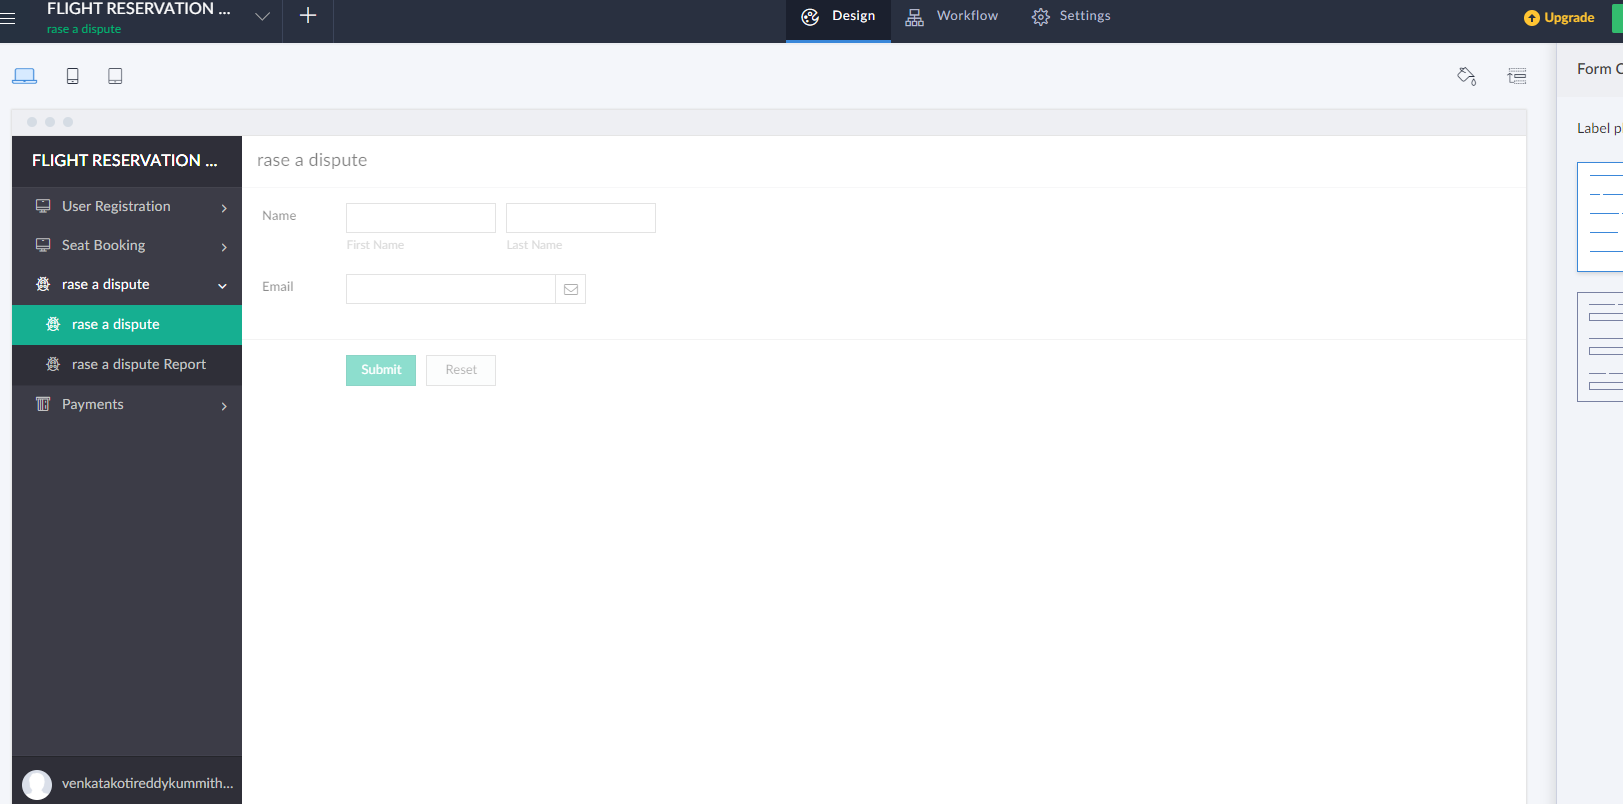 FLIGHT RESERVATION ...
rase a dispute
Design
Workflow
Settings
Upgrade
Form
Label
FLIGHT RESERVATION ...
User Registration
Seat Booking
rase a dispute
rase a dispute
rase a dispute Report
Payments
venkatakotireddykummith...
rase a dispute
Name
First Name
Last Name
Email
Submit
Reset